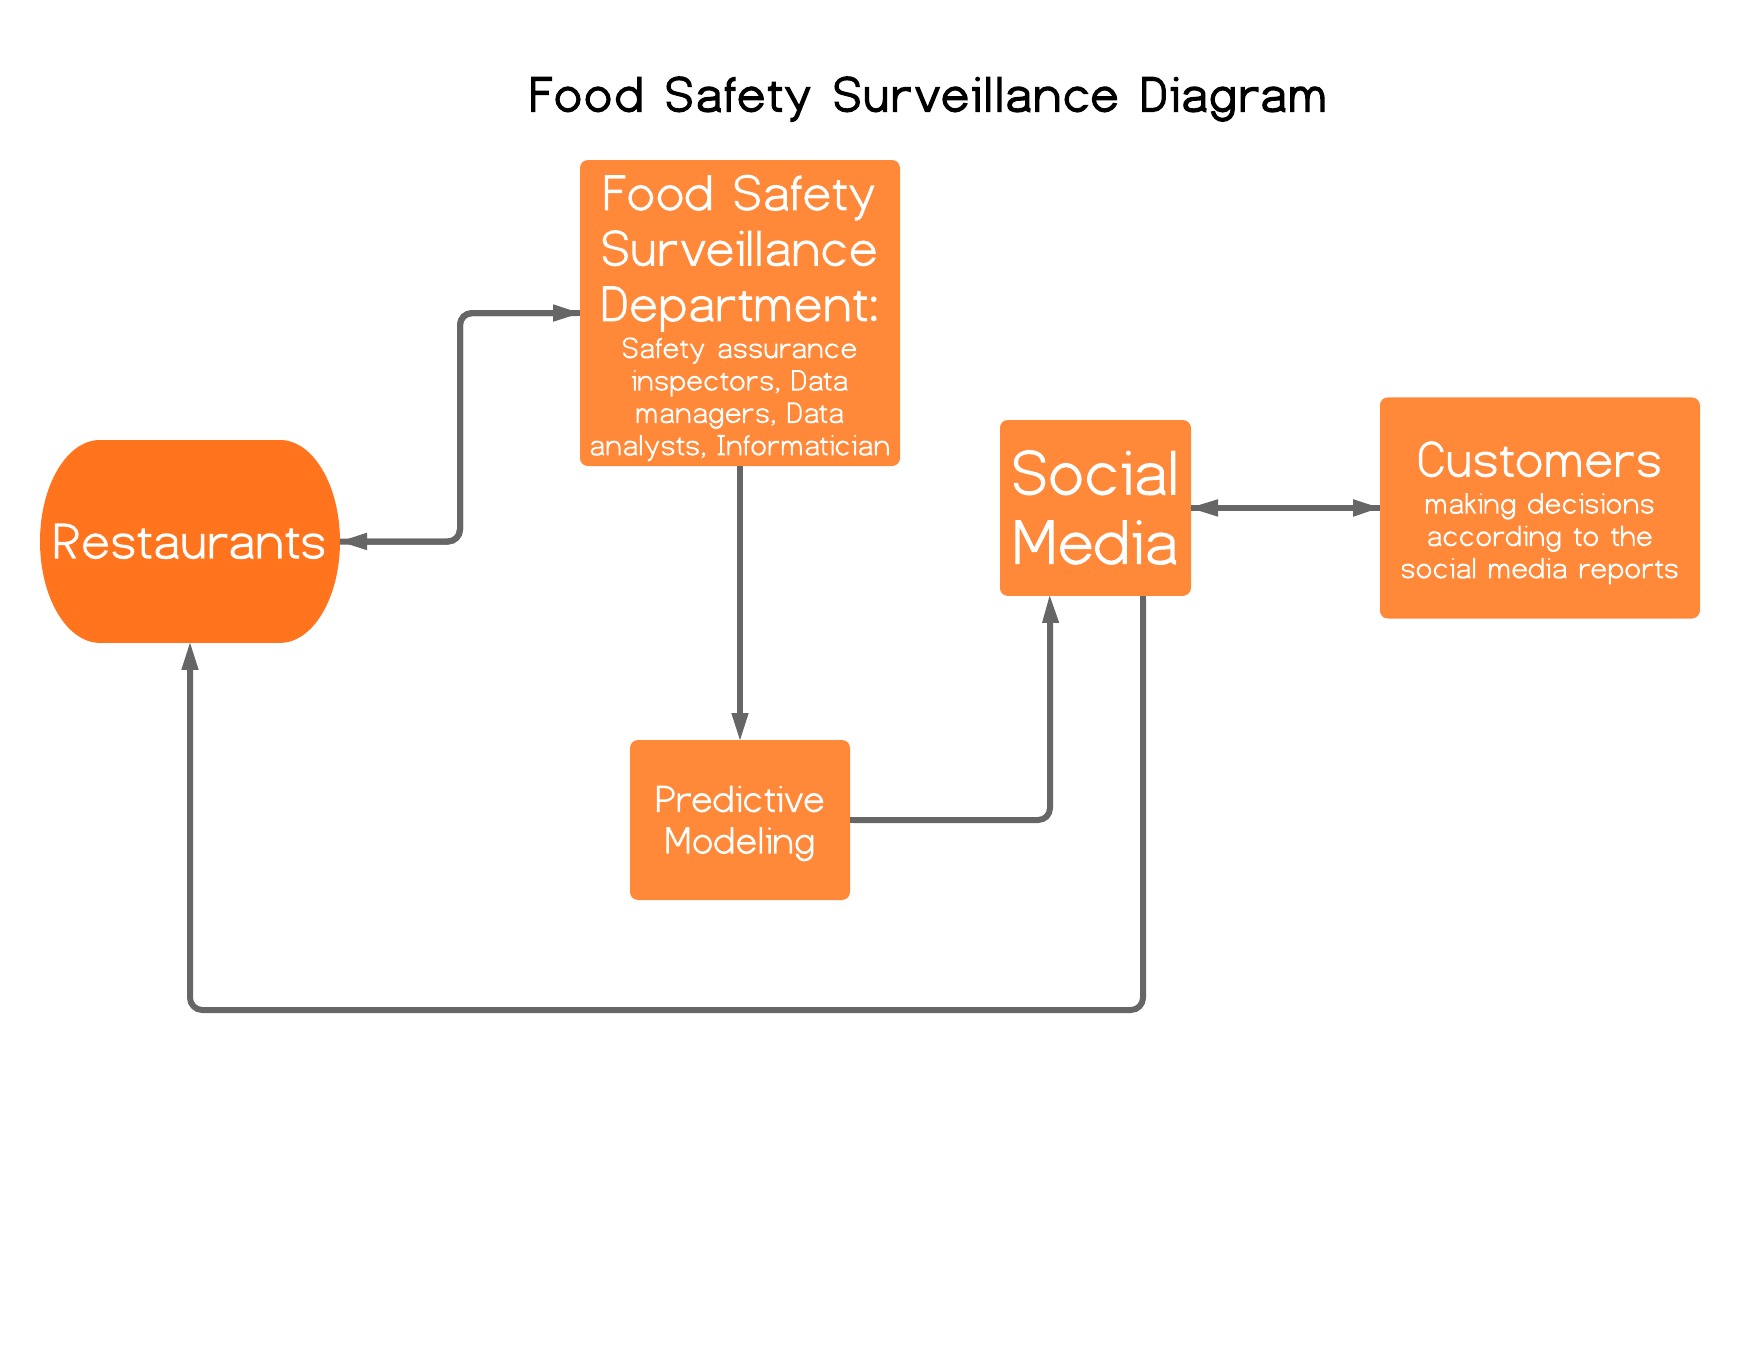 Food Safety Surveillance Diagram
Food Safety
Surveillance
Department:
Safety assurance
inspectors, Data
managers, Data
analysts, Informatician
Restaurants
Social
Media
Customers
making decisions
according to the
social media reports
Predictive
Modeling